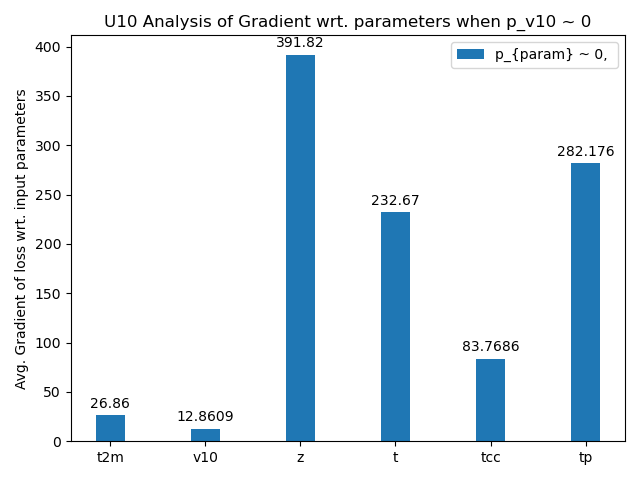 U10 Analysis of Gradient wrt. parameters when p_v10 ~ 0
Avg. Gradient of loss wrt. input parameters
400
350
300
250
200
150
100
50
0
26.86
12.8609
391.82
232.67
83.7686
282.176
p_{param} ~ 0,
t2m
v10
z
t
tcc
tp